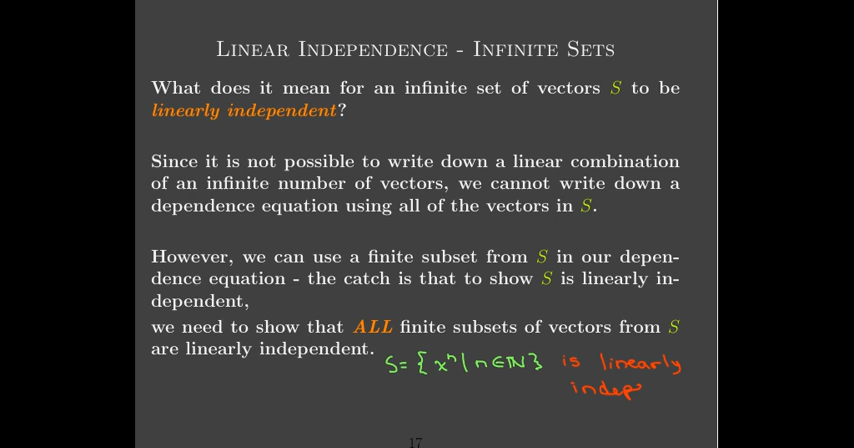 Linear Independence - Infinite Sets
What does it mean for an infinite set of vectors S to be
linearly independent?
Since it is not possible to write down a linear combination
of an infinite number of vectors, we cannot write down a
dependence equation using all of the vectors in S.
However, we can use a finite subset from S in our depen-
dence equation - the catch is that to show S is linearly in-
dependent,
we need to show that ALL finite subsets of vectors from S
are linearly independent.
S = { xⁿ | n ∈ ℕ } is linearly
indep
17